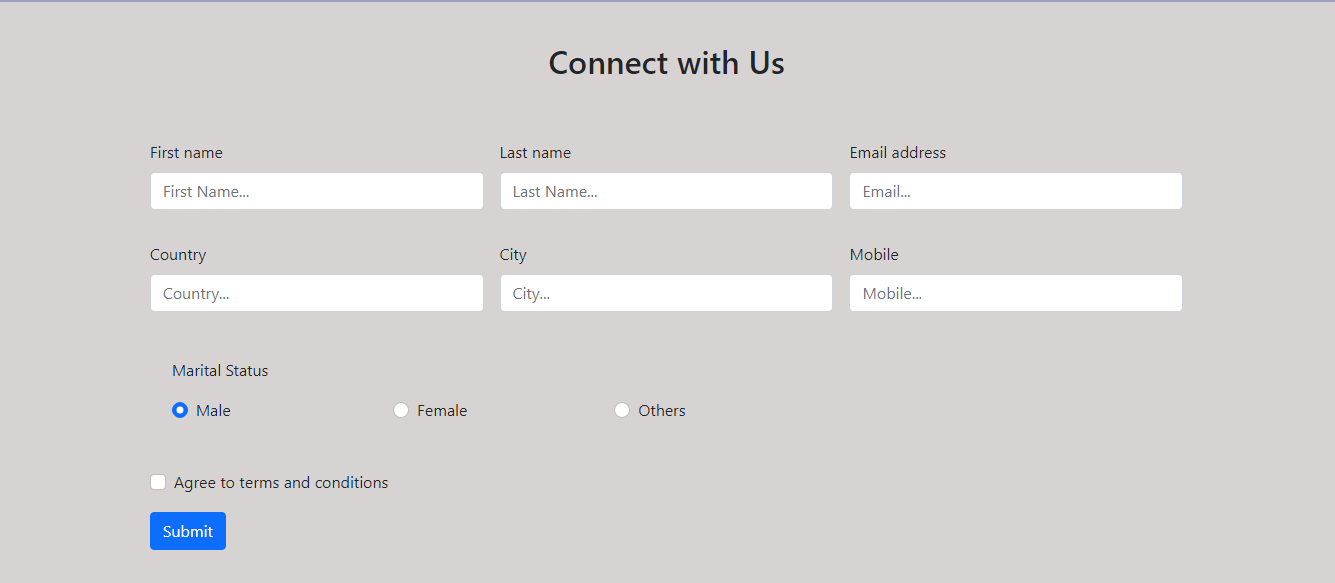 Connect with Us
First name Last name Email address
First Name... Last Name... Email...
Country City Mobile
Country... City... Mobile...
Marital Status
Male Female Others
Agree to terms and conditions
Submit